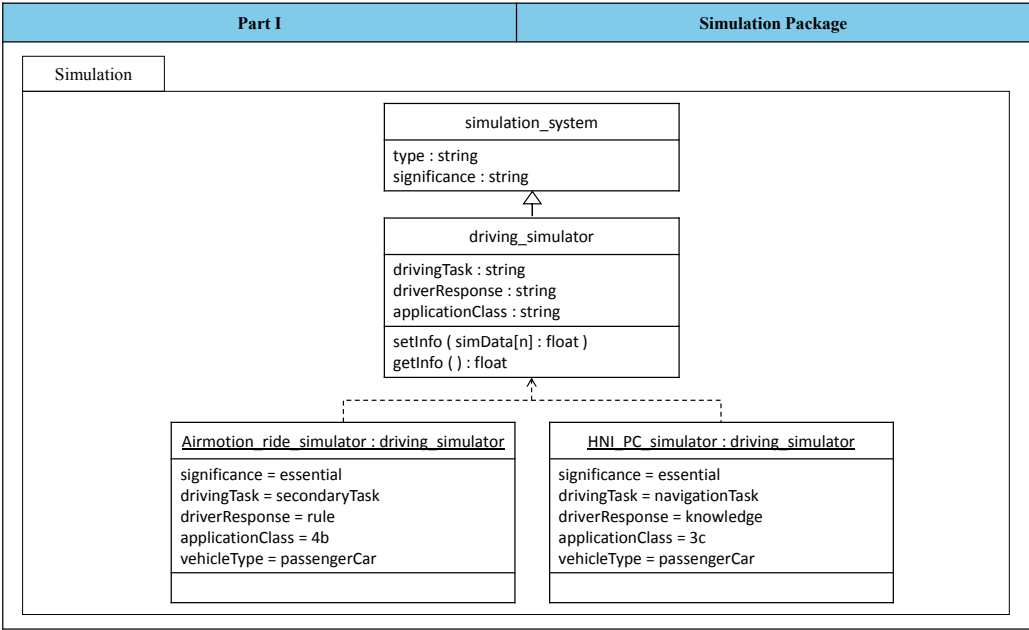 Part I
Simulation Package
Simulation
simulation_system
type : string
significance : string
driving_simulator
drivingTask : string
driverResponse : string
applicationClass : string
setInfo ( simData[n] : float )
getInfo ( ) : float
Airmotion_ride_simulator : driving_simulator
significance = essential
drivingTask = secondaryTask
driverResponse = rule
applicationClass = 4b
vehicleType = passengerCar
HNI_PC_simulator : driving_simulator
significance = essential
drivingTask = navigationTask
driverResponse = knowledge
applicationClass = 3c
vehicleType = passengerCar